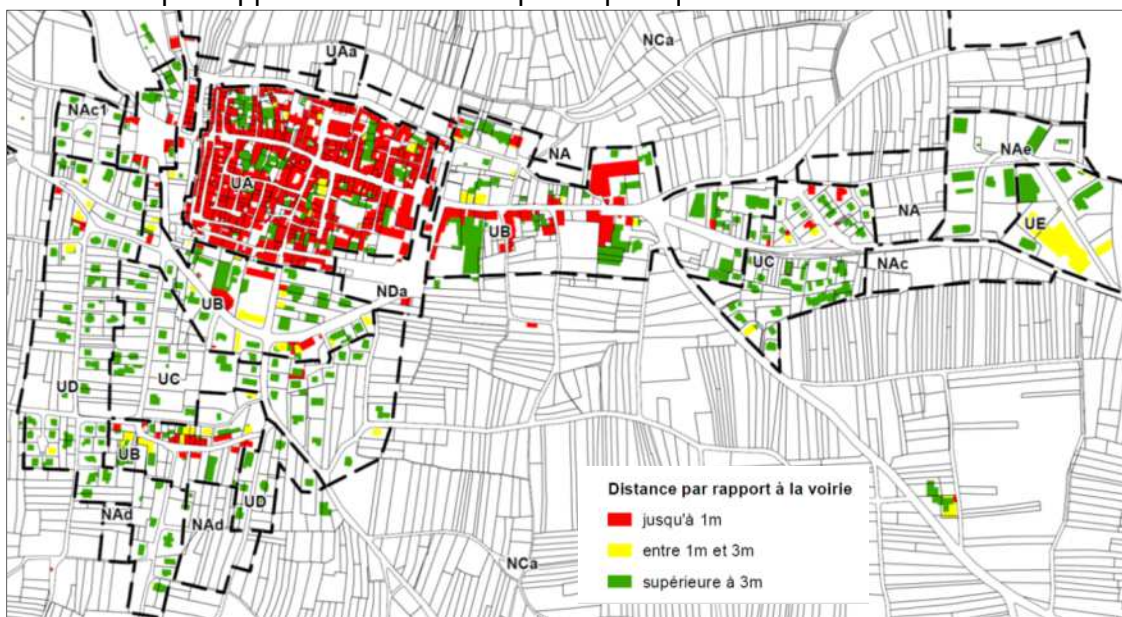 UAa
NCa
NAc1
NA
NAe
UA
UB
NA
UE
UC
NAc
NDa
UB
UC
UD
UB
UD
NAd
NAd
NCa
Distance par rapport à la voirie
jusqu'à 1m
entre 1m et 3m
supérieure à 3m